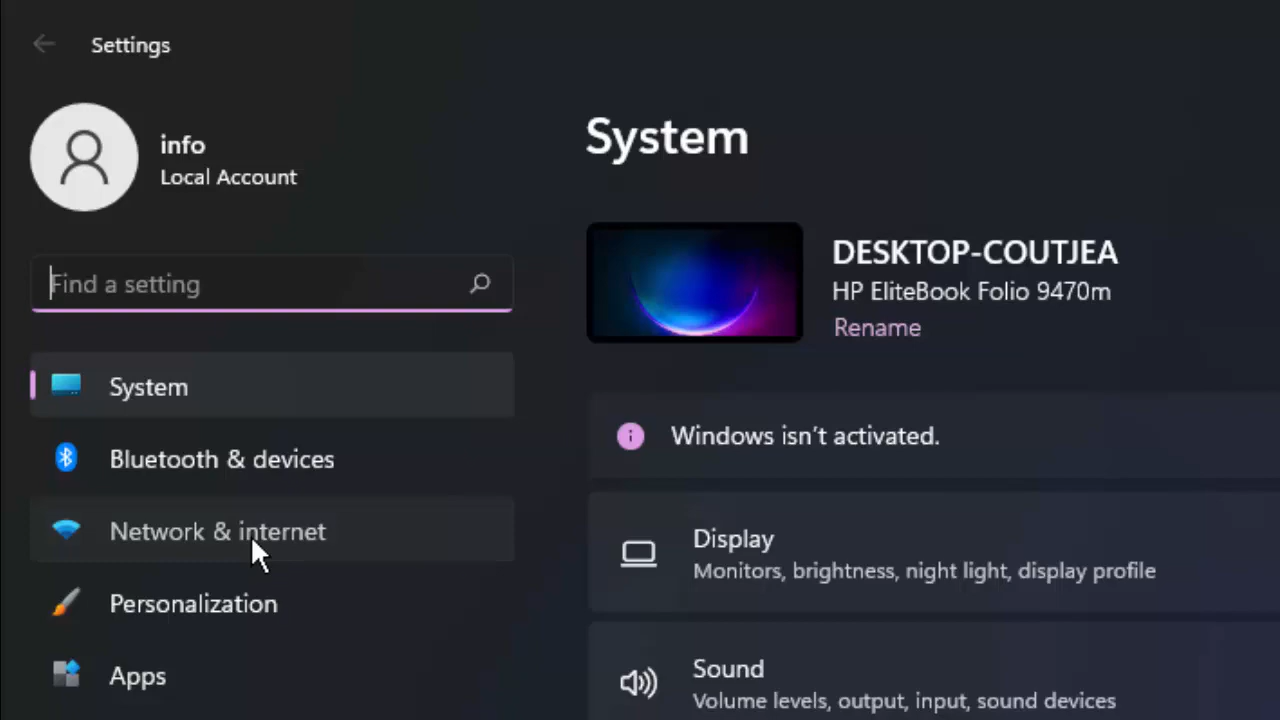 Settings
info
Local Account
Find a setting
System
Bluetooth & devices
Network & internet
Personalization
Apps
System
DESKTOP-COUTJEA
HP EliteBook Folio 9470m
Rename
Windows isn't activated.
Display
Monitors, brightness, night light, display profile
Sound
Volume levels, output, input, sound devices